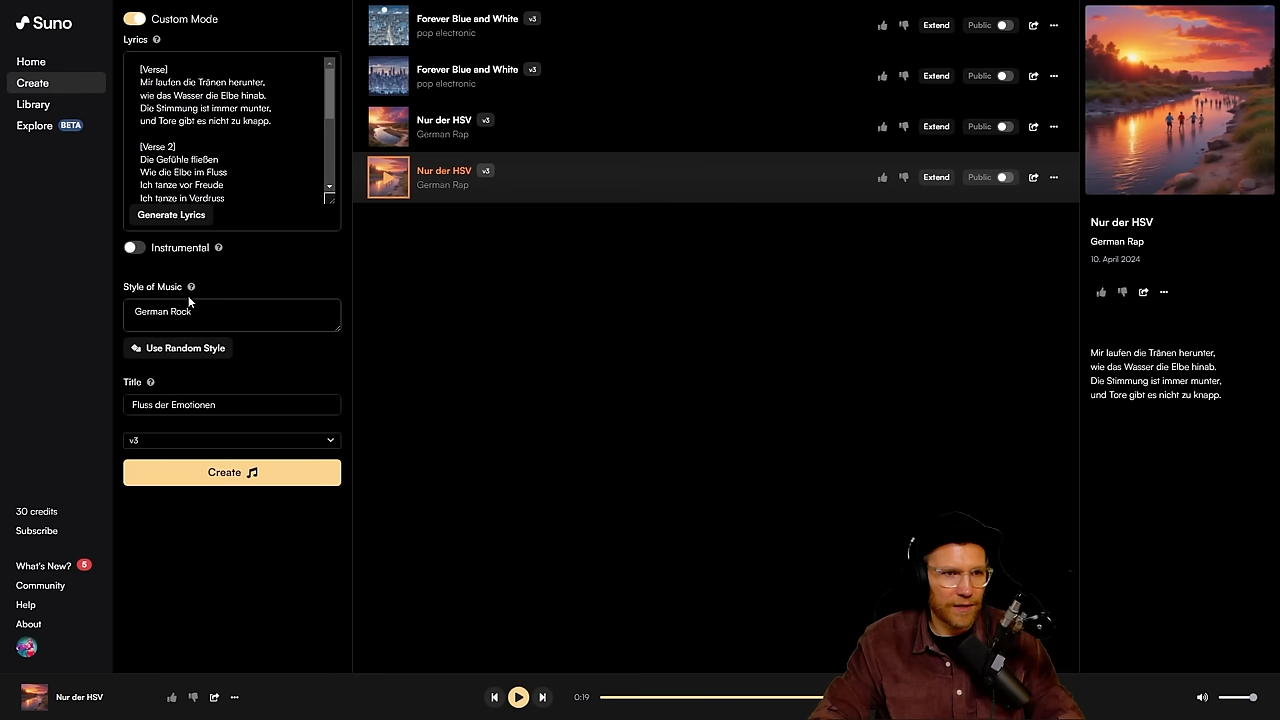 Suno
Home
Create
Library
Explore BETA
30 credits
Subscribe
What's New? 5
Community
Help
About
Custom Mode
Lyrics
[Verse]
Mir laufen die Tränen herunter,
wie das Wasser die Elbe hinab.
Die Stimmung ist immer munter,
und Tore gibt es nicht zu knapp.
[Verse 2]
Die Gefühle fließen
Wie die Elbe im Fluss
Ich tanze vor Freude
Ich tanze in Verdruss
Generate Lyrics
Instrumental
Style of Music
German Rock
Use Random Style
Title
Fluss der Emotionen
v3
Create
Forever Blue and White v3
pop electronic
Extend Public
Forever Blue and White v3
pop electronic
Extend Public
Nur der HSV v3
German Rap
Extend Public
Nur der HSV v3
German Rap
Extend Public
Nur der HSV
German Rap
10. April 2024
Mir laufen die Tränen herunter,
wie das Wasser die Elbe hinab.
Die Stimmung ist immer munter,
und Tore gibt es nicht zu knapp.
Nur der HSV
0:19